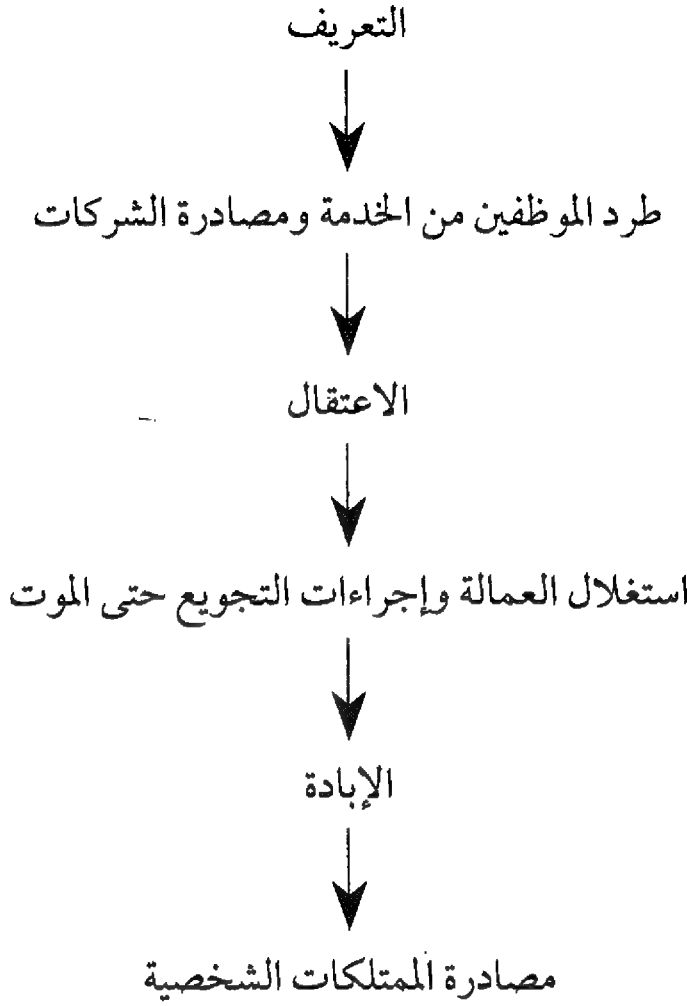 التعريف
طرد الموظفين من الخدمة ومصادرة الشركات
الاعتقال
استغلال العمالة وإجراءات التجويع حتى الموت
الإبادة
مصادرة الممتلكات الشخصية